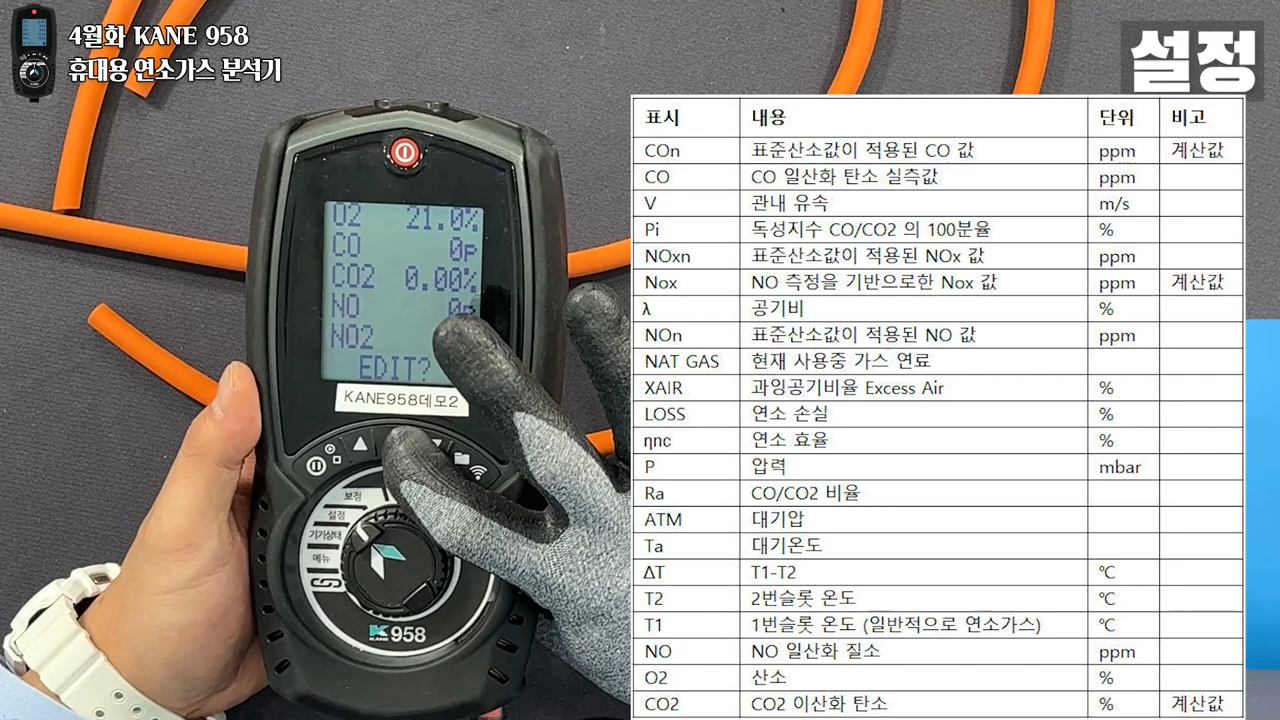 4월화 KANE 958
휴대용 연소가스 분석기
설정
O2 21.0%
CO 0p
CO2 0.00%
NO 0p
NO2
EDIT?
KANE958데모2
보정
설정
기기상태
메뉴
KANE 958
표시 내용 단위 비고
COn 표준산소값이 적용된 CO 값 ppm 계산값
CO CO 일산화 탄소 실측값 ppm
V 관내 유속 m/s
Pi 독성지수 CO/CO2 의 100분율 %
NOxn 표준산소값이 적용된 NOx 값 ppm
Nox NO 측정을 기반으로한 Nox 값 ppm 계산값
λ 공기비 %
NOn 표준산소값이 적용된 NO 값 ppm
NAT GAS 현재 사용중 가스 연료
XAIR 과잉공기비율 Excess Air %
LOSS 연소 손실 %
ηnc 연소 효율 %
P 압력 mbar
Ra CO/CO2 비율
ATM 대기압
Ta 대기온도
ΔT T1-T2 ℃
T2 2번슬롯 온도 ℃
T1 1번슬롯 온도 (일반적으로 연소가스) ℃
NO NO 일산화 질소 ppm
O2 산소 %
CO2 CO2 이산화 탄소 % 계산값